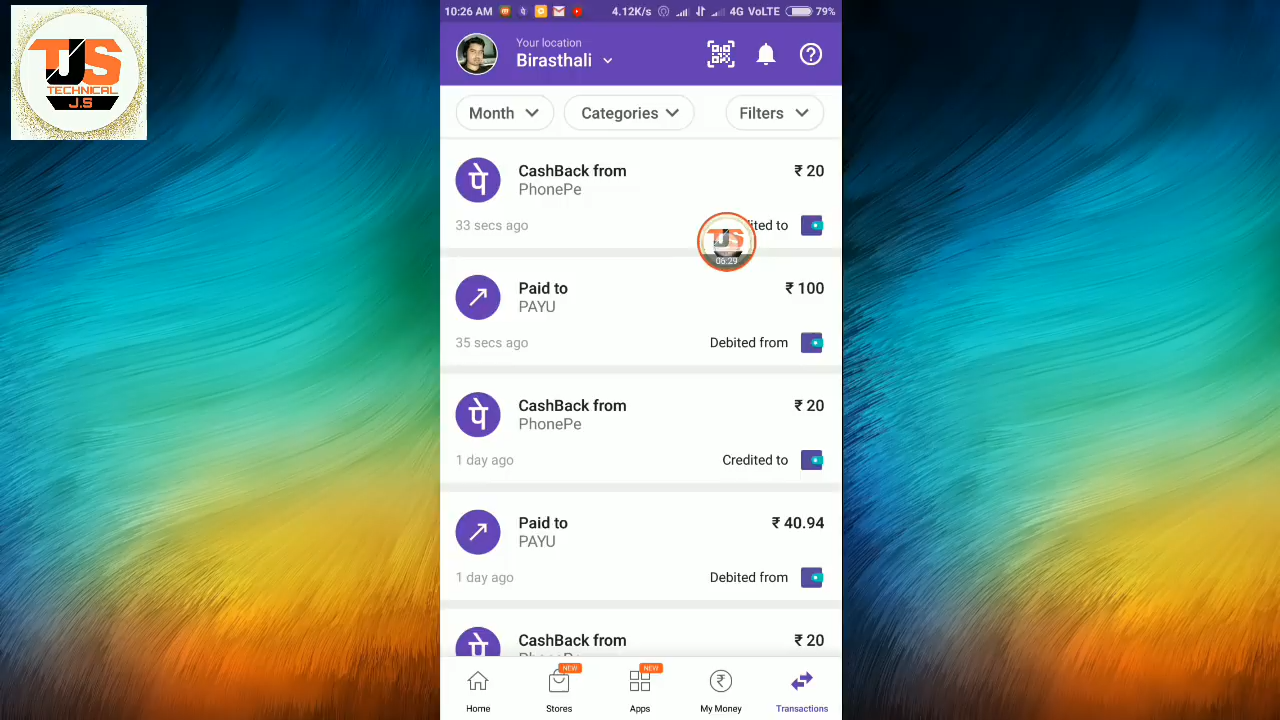 TJS
TECHNICAL
J.S
10:26 AM 4.12K/s 4G VoLTE 79%
Your location
Birasthali
Month Categories Filters
CashBack from ₹ 20
PhonePe
33 secs ago ited to
TJS
06:29
Paid to ₹ 100
PAYU
35 secs ago Debited from
पे CashBack from ₹ 20
PhonePe
1 day ago Credited to
Paid to ₹ 40.94
PAYU
1 day ago Debited from
CashBack from ₹ 20
NEW NEW
Home Stores Apps My Money Transactions